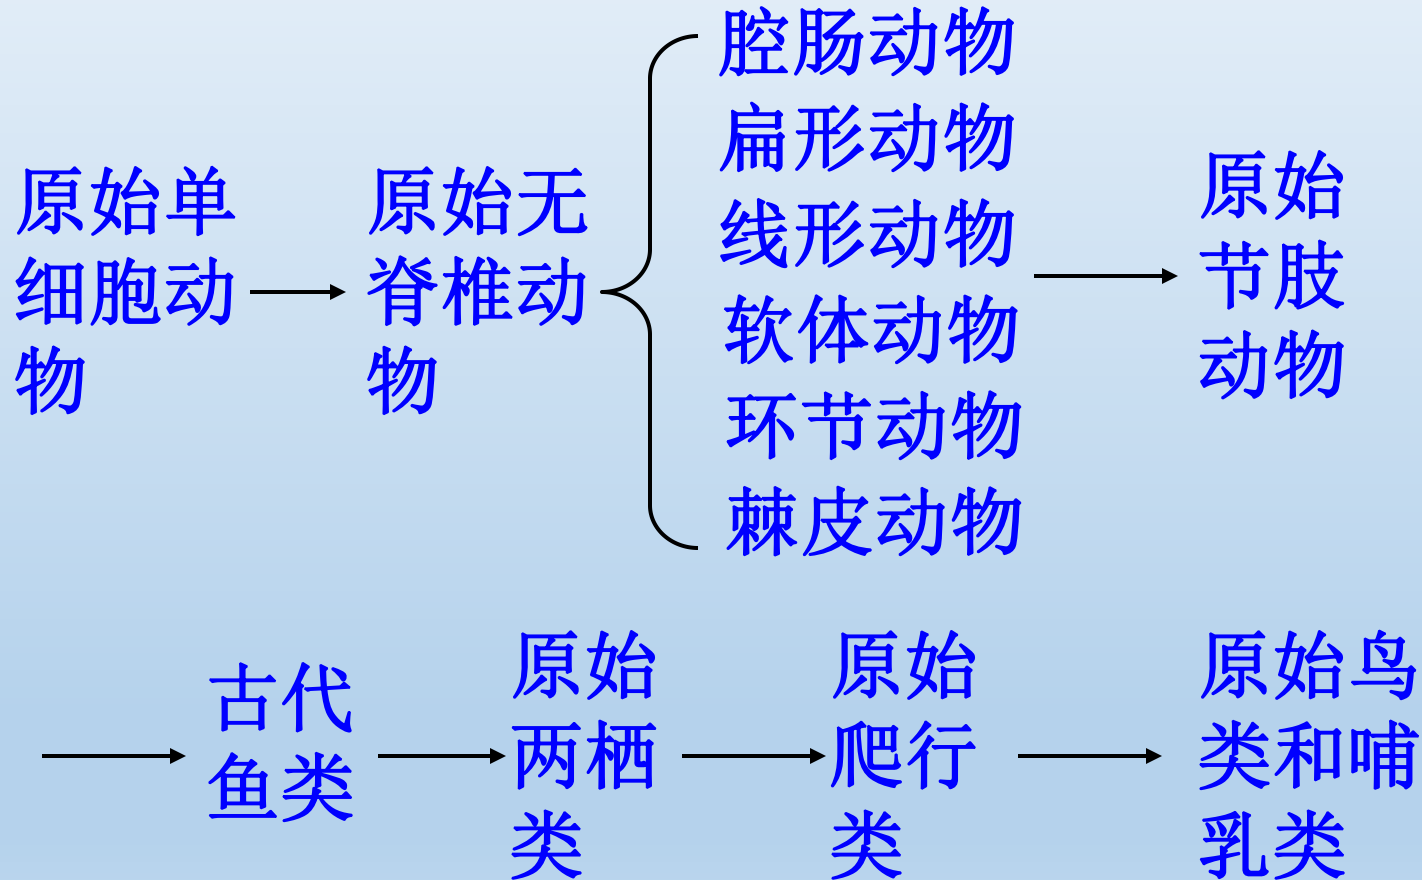 原始单
细胞动
物
原始无
脊椎动
物
腔肠动物
扁形动物
线形动物
软体动物
环节动物
棘皮动物
原始
节肢
动物
古代
鱼类
原始
两栖
类
原始
爬行
类
原始鸟
类和哺
乳类